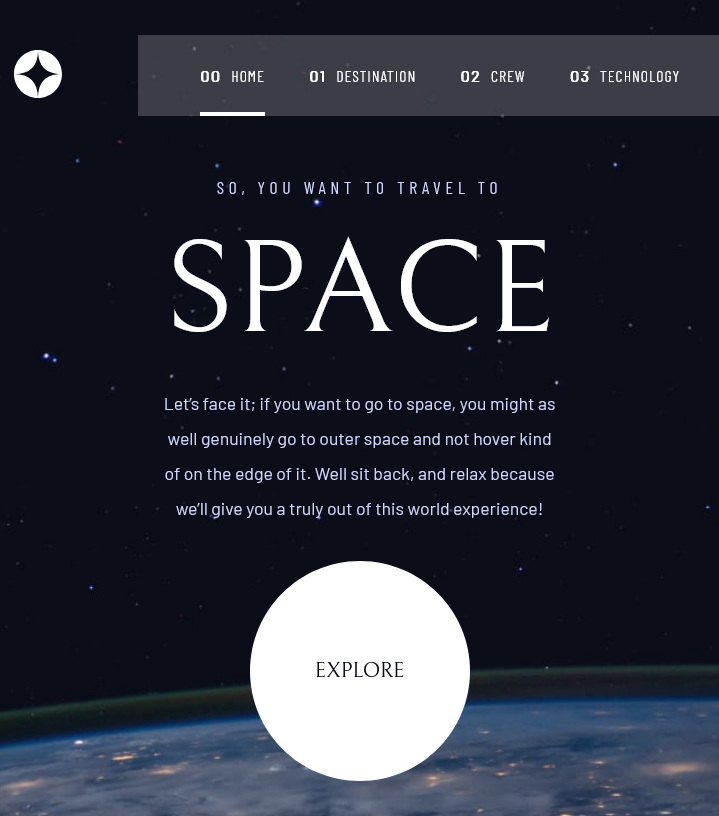 00 HOME 01 DESTINATION 02 CREW 03 TECHNOLOGY
SO, YOU WANT TO TRAVEL TO
SPACE
Let’s face it; if you want to go to space, you might as
well genuinely go to outer space and not hover kind
of on the edge of it. Well sit back, and relax because
we’ll give you a truly out of this world experience!
EXPLORE